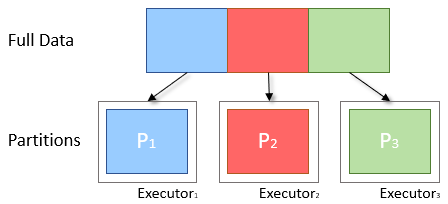 Full Data
Partitions
P₁
P₂
P₃
Executor₁
Executor₂
Executor₃